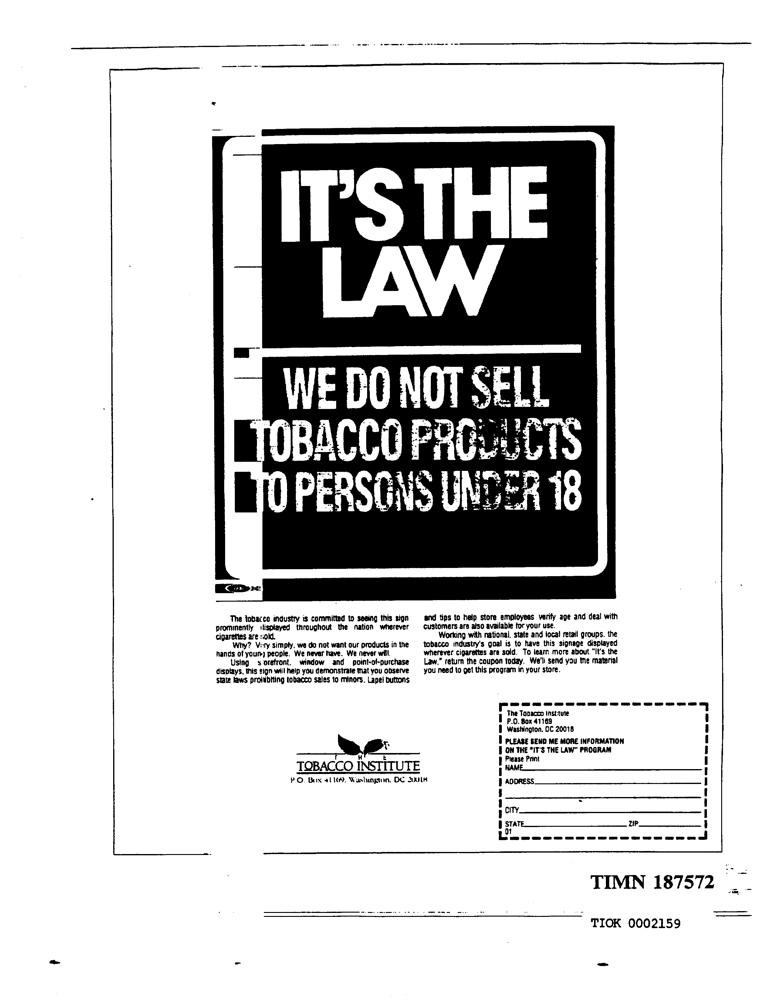 IT'S THE
LAW
WE DO NOT SELL
TOBACCO PRODUCTS
TO PERSONS UNDER 18
The tobacco industry is committed to seeing this sign
prominently displayed throughout the nation wherever
cigarettes are sold.
Why? Very simply, we do not want our products in the
hands of young people. We never have. We never will.
Using storefront, window and point-of-purchase
displays, this sign will help you demonstrate that you observe
state laws prohibiting tobacco sales to minors. Lapel buttons
and tips to help store employees verify age and deal with
customers are also available for your use.
Working with national, state and local retail groups, the
tobacco industry's goal is to have this signage displayed
wherever cigarettes are sold. To learn more about "It's the
Law," return the coupon today. We'll send you the material
you need to get this program in your store.
THE
TOBACCO INSTITUTE
P.O. Box 41169, Washington, DC 20018
The Tobacco Institute
P.O. Box 41169
Washington, DC 20018
PLEASE SEND ME MORE INFORMATION
ON THE "IT'S THE LAW" PROGRAM
Please Print
NAME
ADDRESS
CITY
STATE ZIP
01
TIMN 187572
TIOK 0002159